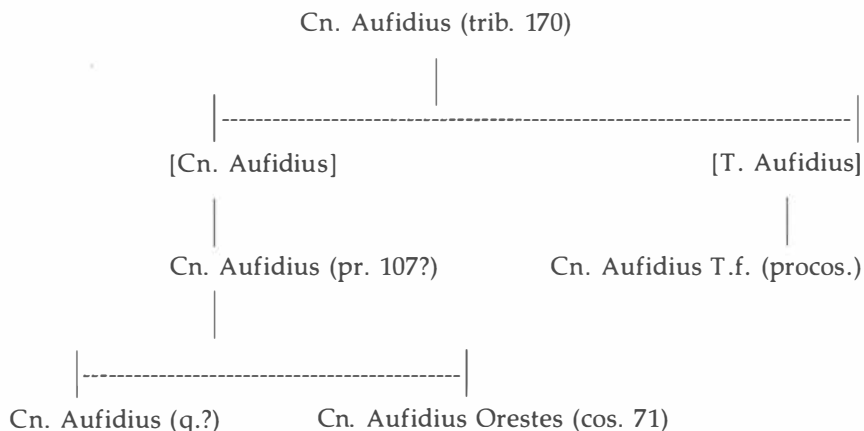 Cn. Aufidius (trib. 170)
[Cn. Aufidius] [T. Aufidius]
Cn. Aufidius (pr. 107?) Cn. Aufidius T.f. (procos.)
Cn. Aufidius (q.?) Cn. Aufidius Orestes (cos. 71)